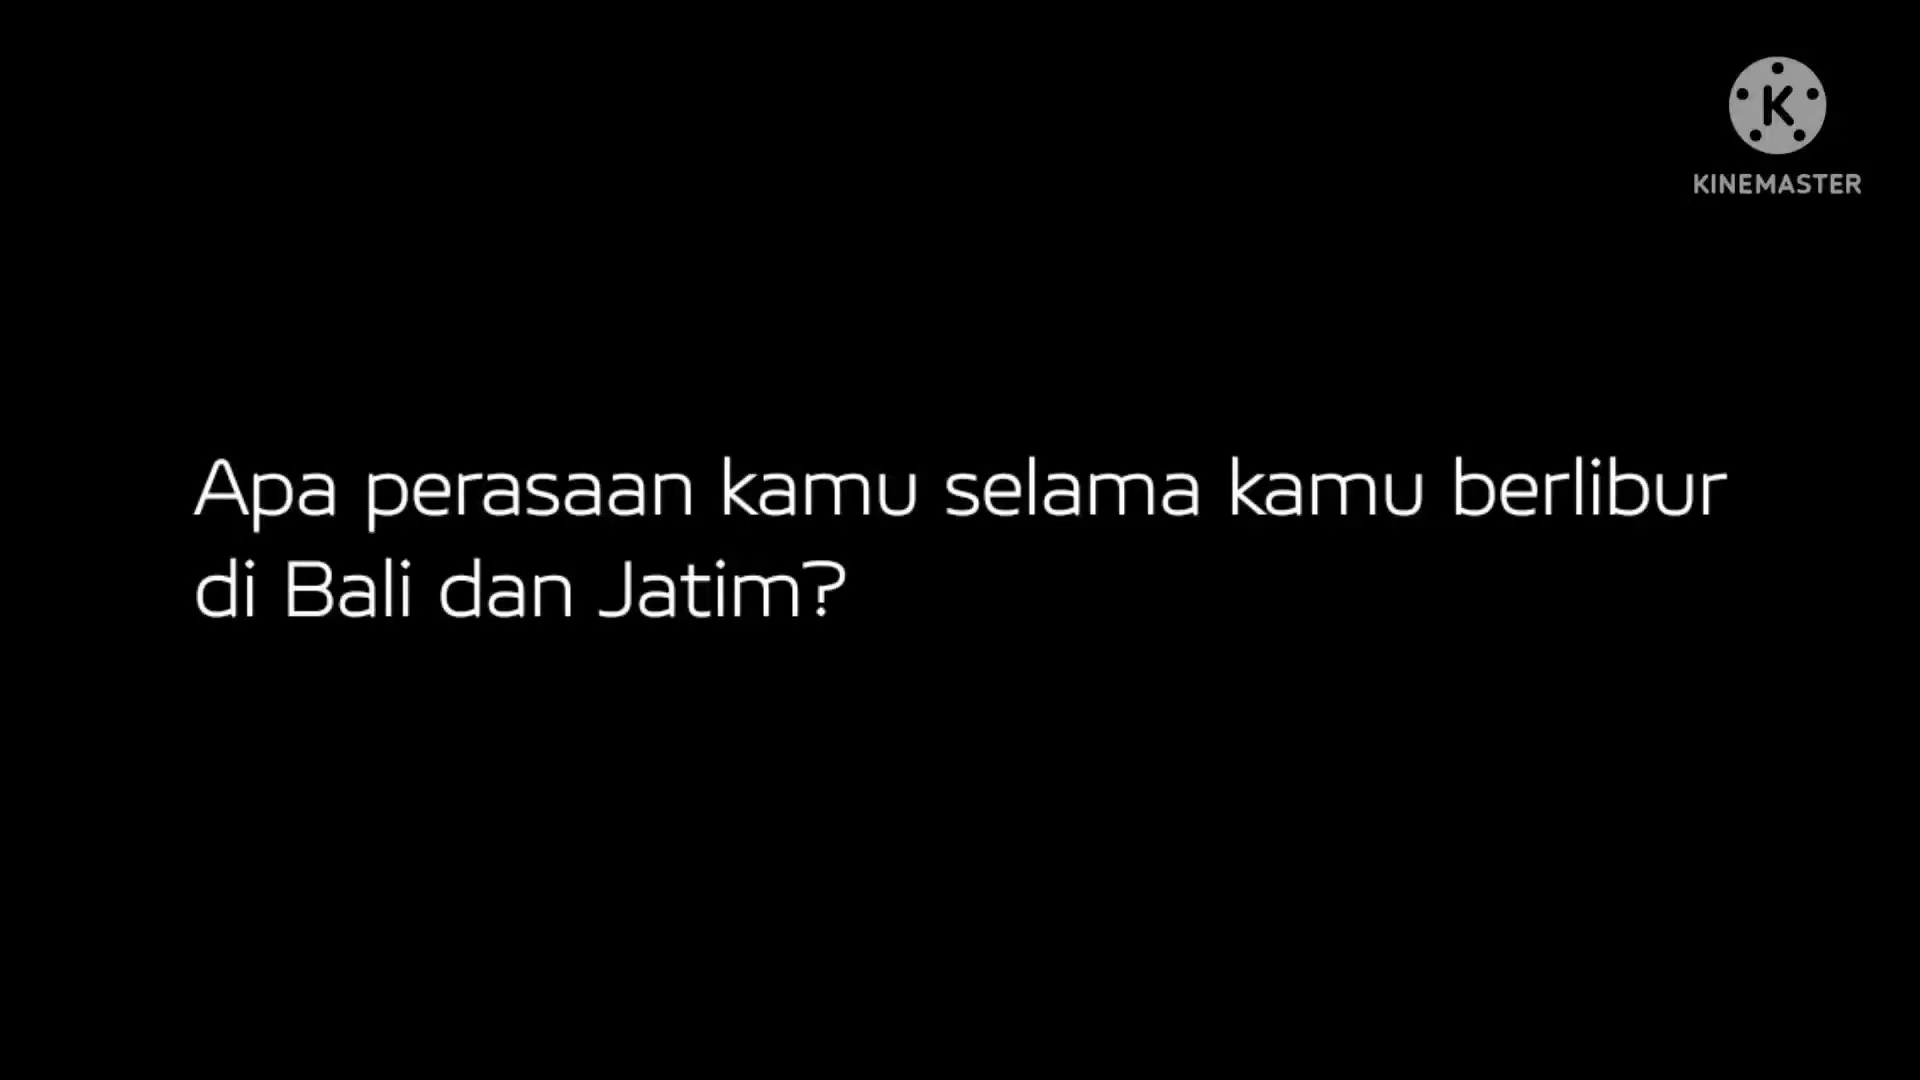 K
KINEMASTER
Apa perasaan kamu selama kamu berlibur
di Bali dan Jatim?